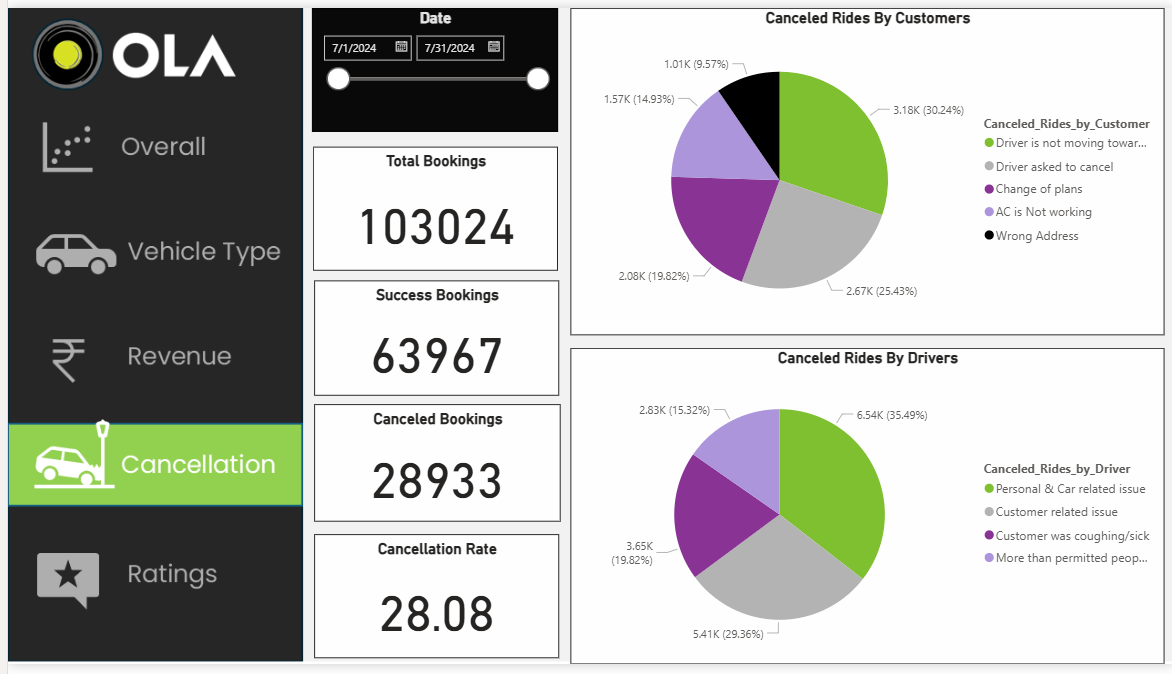 OLA
Overall
Vehicle Type
Revenue
Cancellation
Ratings
Date
7/1/2024
7/31/2024
Total Bookings
103024
Success Bookings
63967
Canceled Bookings
28933
Cancellation Rate
28.08
Canceled Rides By Customers
1.01K (9.57%)
1.57K (14.93%)
3.18K (30.24%)
2.08K (19.82%)
2.67K (25.43%)
Canceled_Rides_by_Customer
Driver is not moving towar...
Driver asked to cancel
Change of plans
AC is Not working
Wrong Address
Canceled Rides By Drivers
2.83K (15.32%)
6.54K (35.49%)
3.65K
(19.82%)
5.41K (29.36%)
Canceled_Rides_by_Driver
Personal & Car related issue
Customer related issue
Customer was coughing/sick
More than permitted peop...